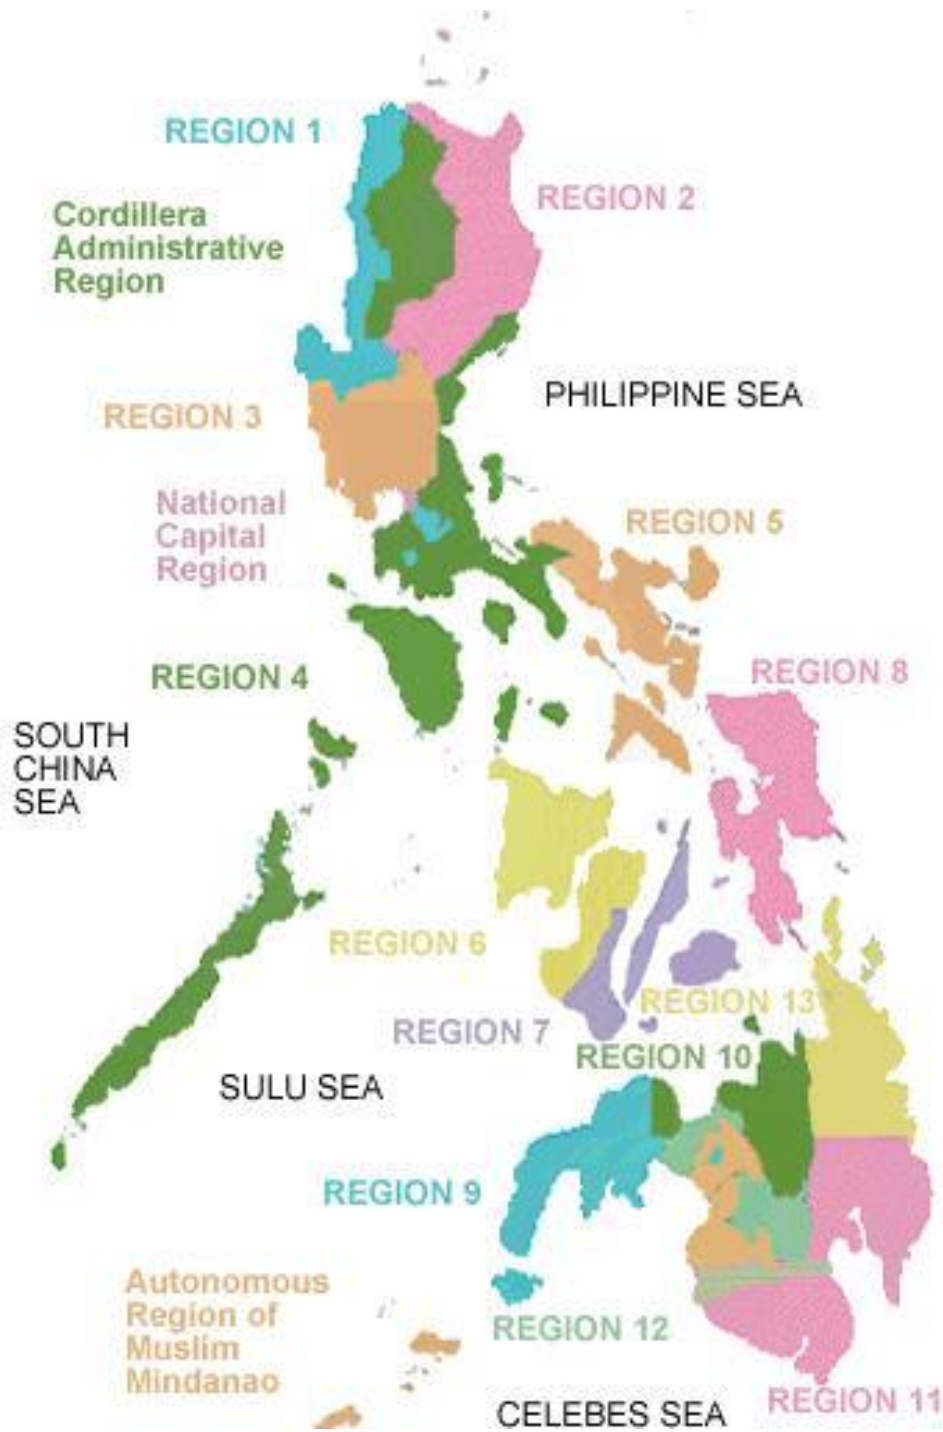 REGION 1
REGION 2
Cordillera
Administrative
Region
PHILIPPINE SEA
REGION 3
National
Capital
Region
REGION 5
REGION 4
REGION 8
SOUTH
CHINA
SEA
REGION 6
REGION 13
REGION 7
REGION 10
SULU SEA
REGION 9
Autonomous
Region of
Muslim
Mindanao
REGION 12
REGION 11
CELEBES SEA